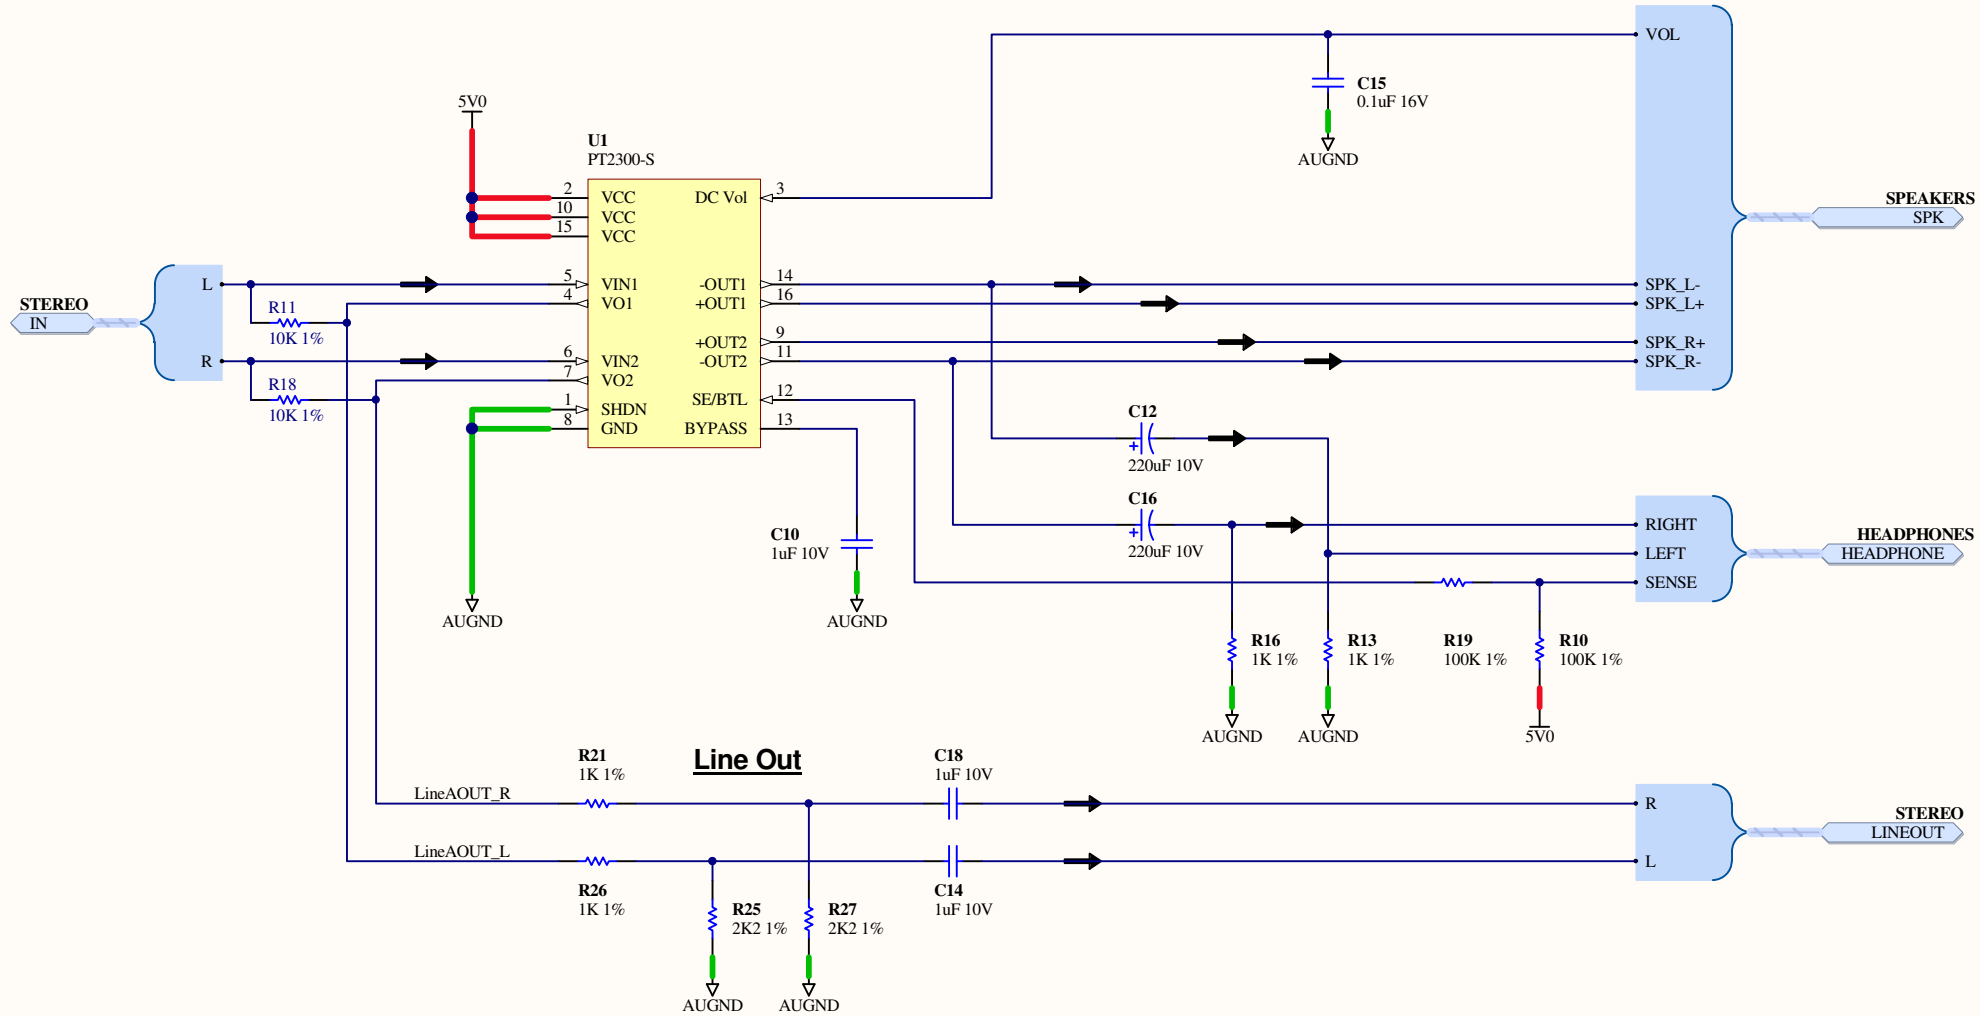 VOL
C15
0.1uF 16V
AUGND
5V0
U1
PT2300-S
2 VCC DC Vol 3
10 VCC
15 VCC
SPEAKERS
SPK
L 5 VIN1 -OUT1 14 SPK_L-
4 VO1 +OUT1 16 SPK_L+
STEREO
IN
R11
10K 1%
+OUT2 9 SPK_R+
R 6 VIN2 -OUT2 11 SPK_R-
7 VO2
R18
10K 1%
SE/BTL 12
1 SHDN
8 GND BYPASS 13
C12
220uF 10V
C16
220uF 10V
C10
1uF 10V
RIGHT
LEFT
SENSE
HEADPHONES
HEADPHONE
AUGND AUGND
R16
1K 1%
R13
1K 1%
R19
100K 1%
R10
100K 1%
AUGND AUGND 5V0
Line Out
R21
1K 1%
C18
1uF 10V
LineAOUT_R R
STEREO
LINEOUT
LineAOUT_L L
R26
1K 1%
C14
1uF 10V
R25
2K2 1%
R27
2K2 1%
AUGND AUGND